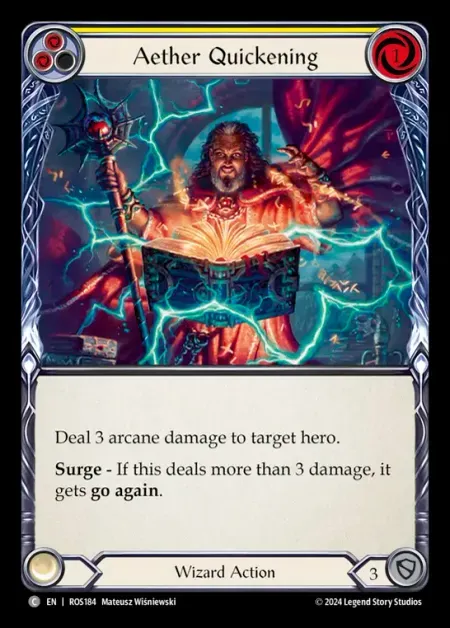 Aether Quickening
1
Deal 3 arcane damage to target hero.
Surge - If this deals more than 3 damage, it
gets go again.
Wizard Action
3
C EN | ROS184 Mateusz Wiśniewski
© 2024 Legend Story Studios